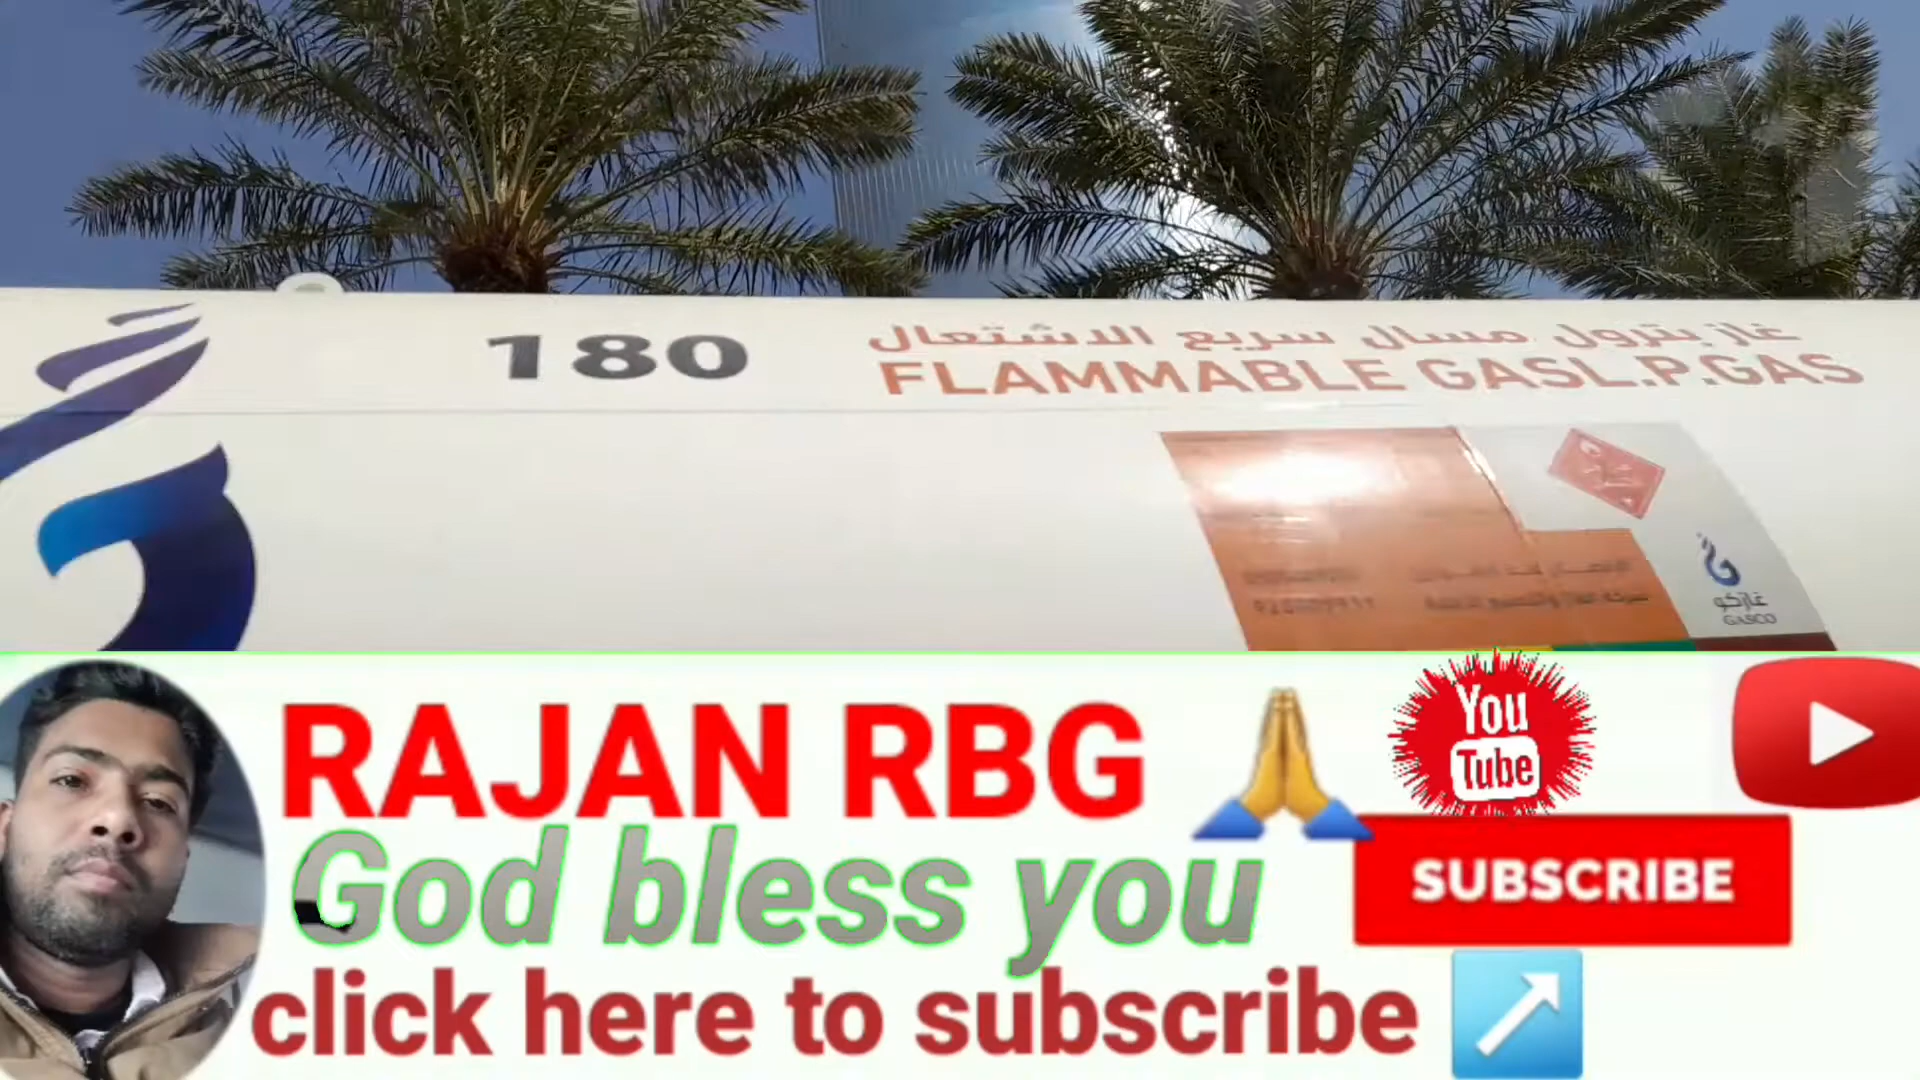 180
غاز بترول مسال سريع الاشتعال
FLAMMABLE GASL.P.GAS
غازكو
GASCO
RAJAN RBG 🙏
You
Tube
God bless you
SUBSCRIBE
click here to subscribe ↗